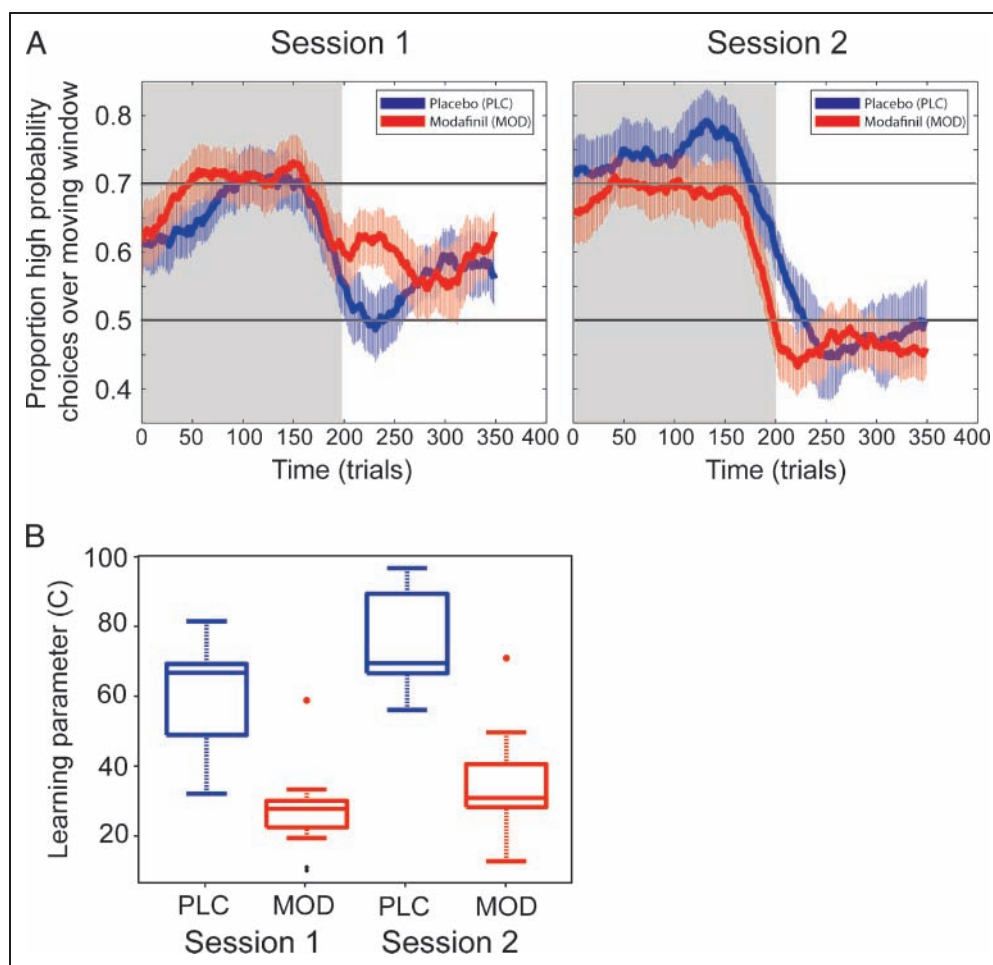 A
Session 1
Session 2
Proportion high probability
choices over moving window
0.8
0.7
0.6
0.5
0.4
Placebo (PLC)
Modafinil (MOD)
Placebo (PLC)
Modafinil (MOD)
0 50 100 150 200 250 300 350 400
0 50 100 150 200 250 300 350 400
Time (trials)
Time (trials)
B
Learning parameter (C)
100
80
60
40
20
PLC MOD PLC MOD
Session 1 Session 2